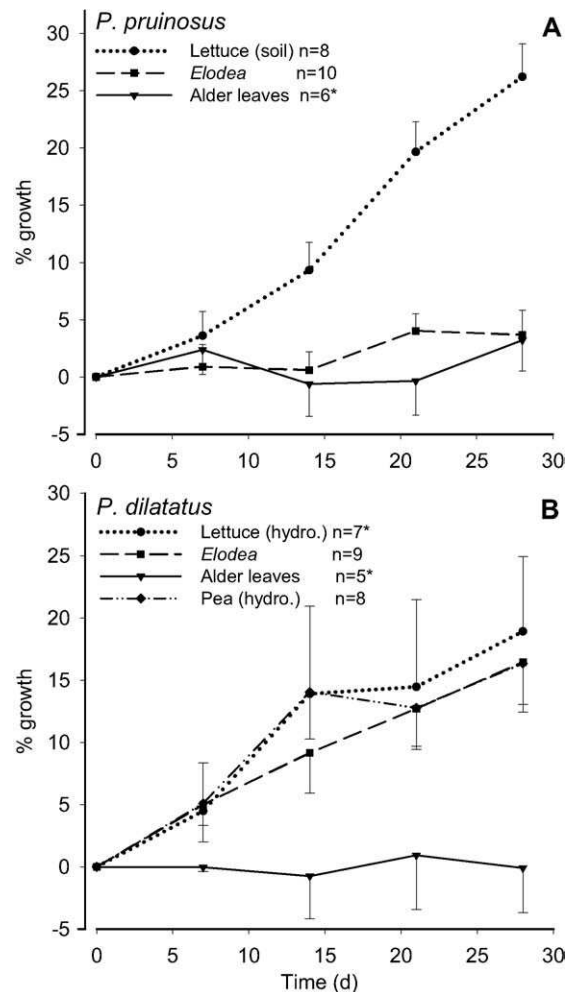 P. pruinosus
A
Lettuce (soil) n=8
Elodea n=10
Alder leaves n=6*
30
25
20
15
10
5
0
-5
% growth
0 5 10 15 20 25 30
P. dilatatus
B
Lettuce (hydro.) n=7*
Elodea n=9
Alder leaves n=5*
Pea (hydro.) n=8
30
25
20
15
10
5
0
-5
% growth
0 5 10 15 20 25 30
Time (d)